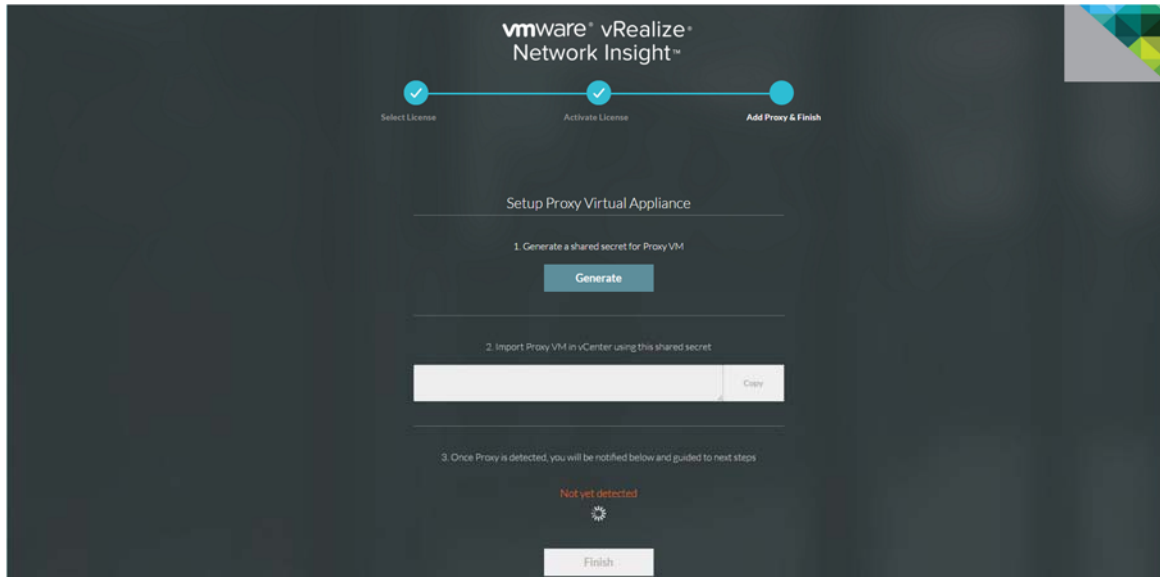 vmware® vRealize®
Network Insight™
Select License
Activate License
Add Proxy & Finish
Setup Proxy Virtual Appliance
1. Generate a shared secret for Proxy VM
Generate
2. Import Proxy VM in vCenter using this shared secret
Copy
3. Once Proxy is detected, you will be notified below and guided to next steps
Not yet detected
Finish